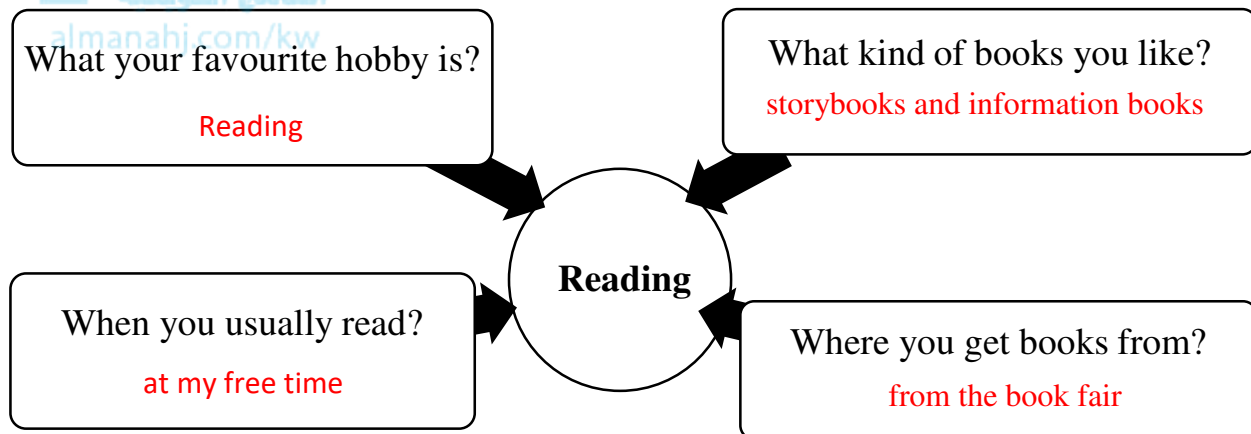 almanahj.com/kw
What your favourite hobby is?
Reading
What kind of books you like?
storybooks and information books
Reading
When you usually read?
at my free time
Where you get books from?
from the book fair